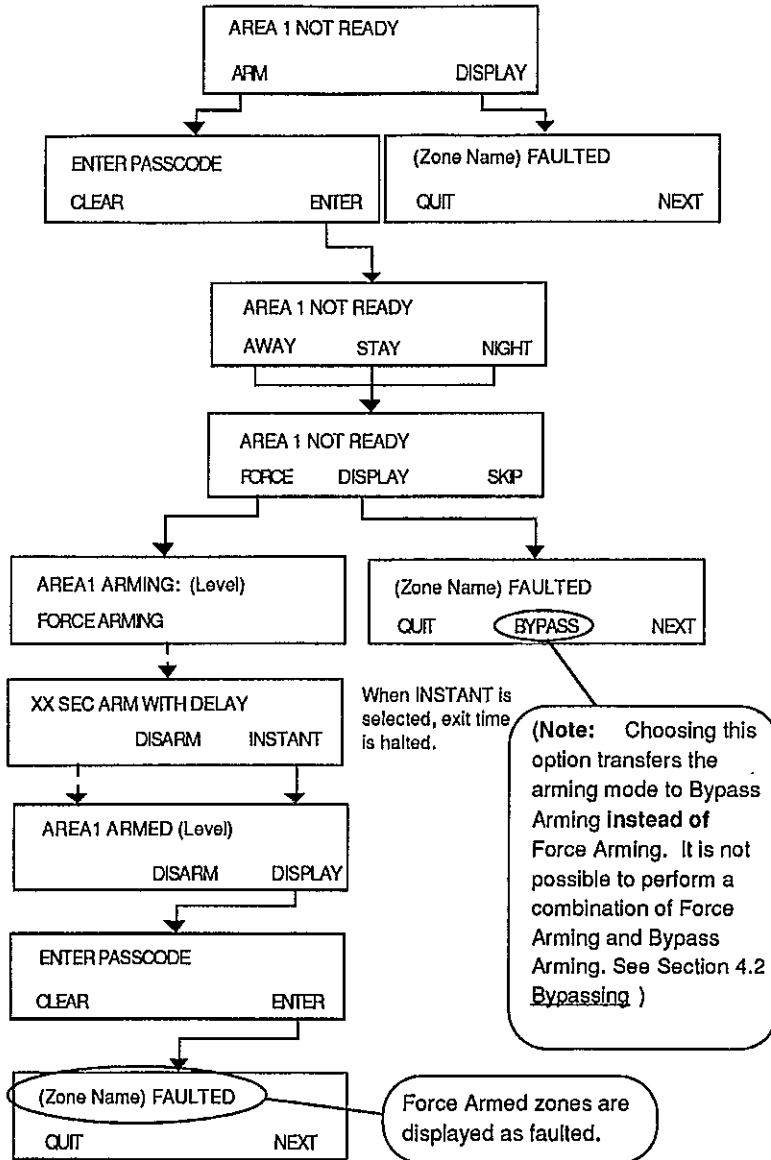 AREA 1 NOT READY
ARM DISPLAY
ENTER PASSCODE
CLEAR ENTER
(Zone Name) FAULTED
QUIT NEXT
AREA 1 NOT READY
AWAY STAY NIGHT
AREA 1 NOT READY
FORCE DISPLAY SKIP
AREA1 ARMING: (Level)
FORCE ARMING
(Zone Name) FAULTED
QUIT BYPASS NEXT
XX SEC ARM WITH DELAY
DISARM INSTANT
When INSTANT is
selected, exit time
is halted.
(Note: Choosing this
option transfers the
arming mode to Bypass
Arming instead of
Force Arming. It is not
possible to perform a
combination of Force
Arming and Bypass
Arming. See Section 4.2
Bypassing )
AREA1 ARMED (Level)
DISARM DISPLAY
ENTER PASSCODE
CLEAR ENTER
(Zone Name) FAULTED
QUIT NEXT
Force Armed zones are
displayed as faulted.